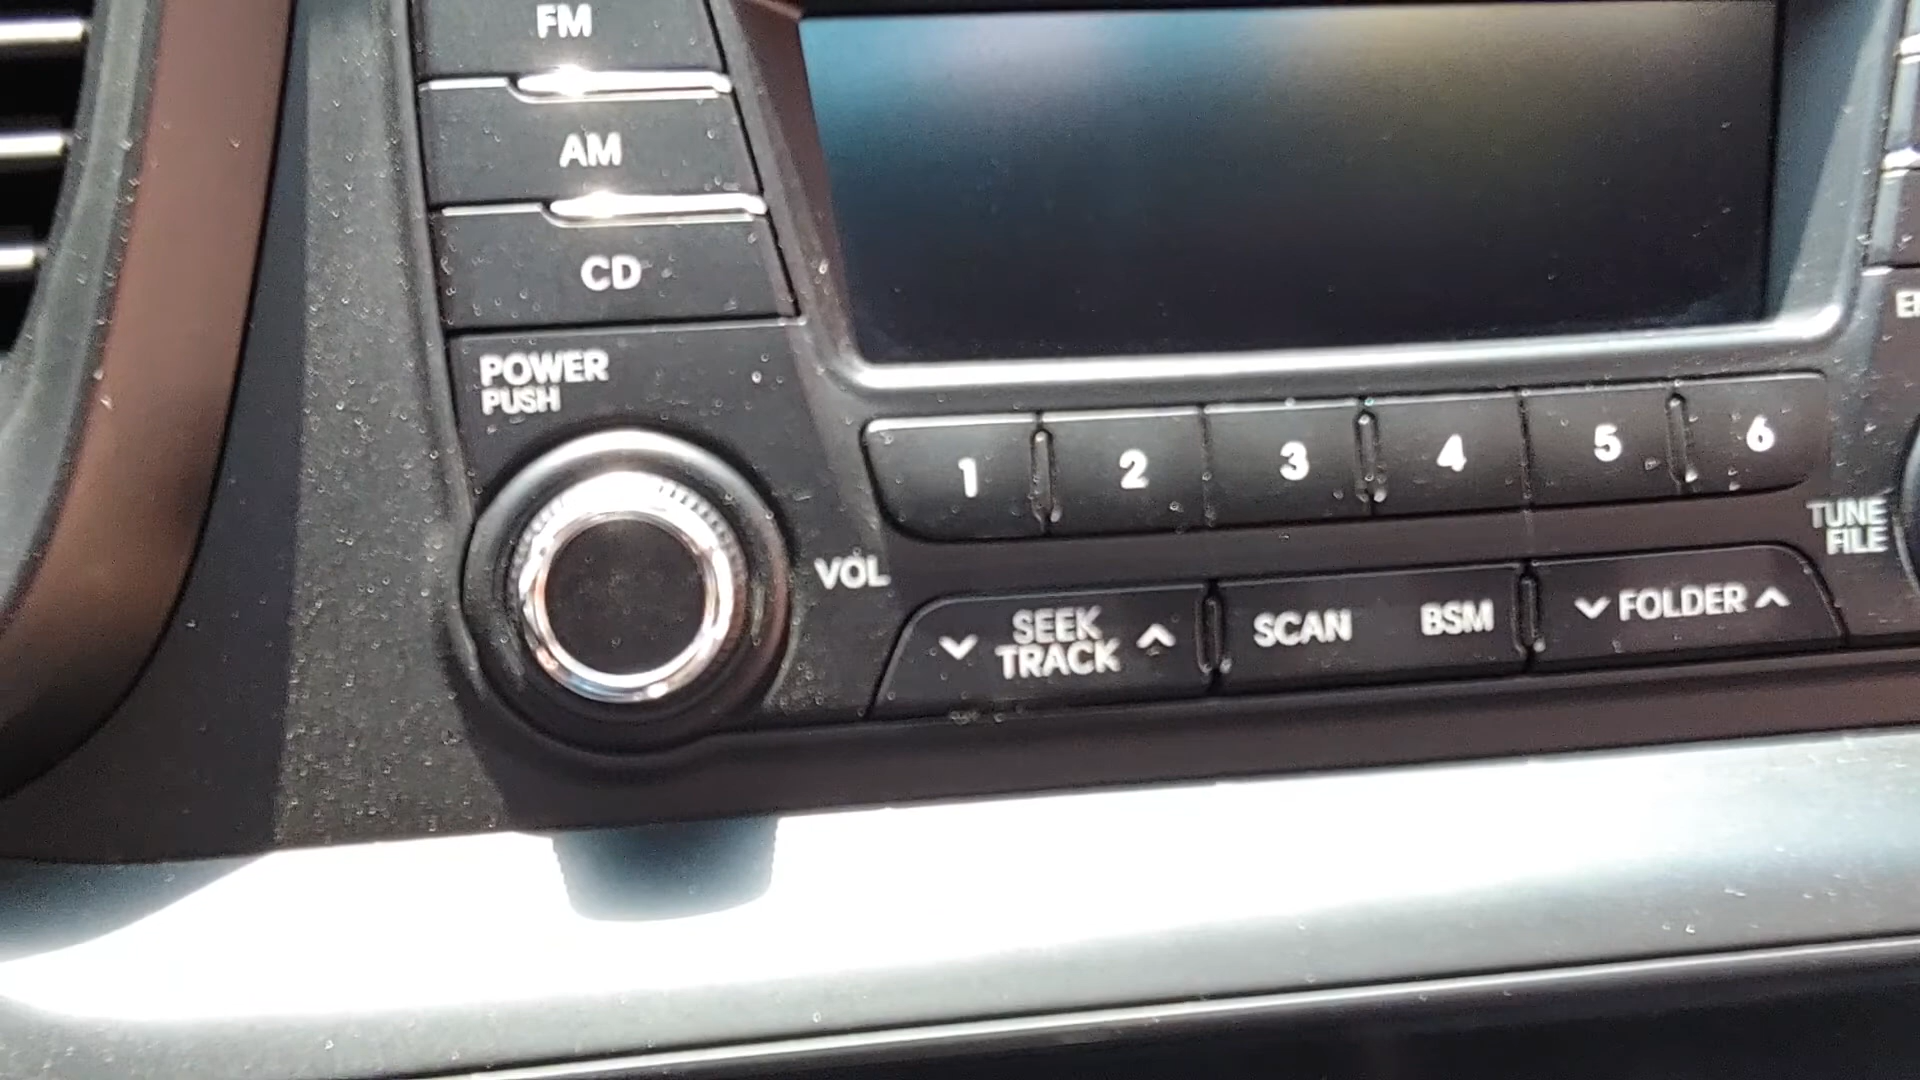 FM
AM
CD
POWER
PUSH
VOL
1 2 3 4 5 6
TUNE
FILE
SEEK
TRACK
SCAN BSM
FOLDER